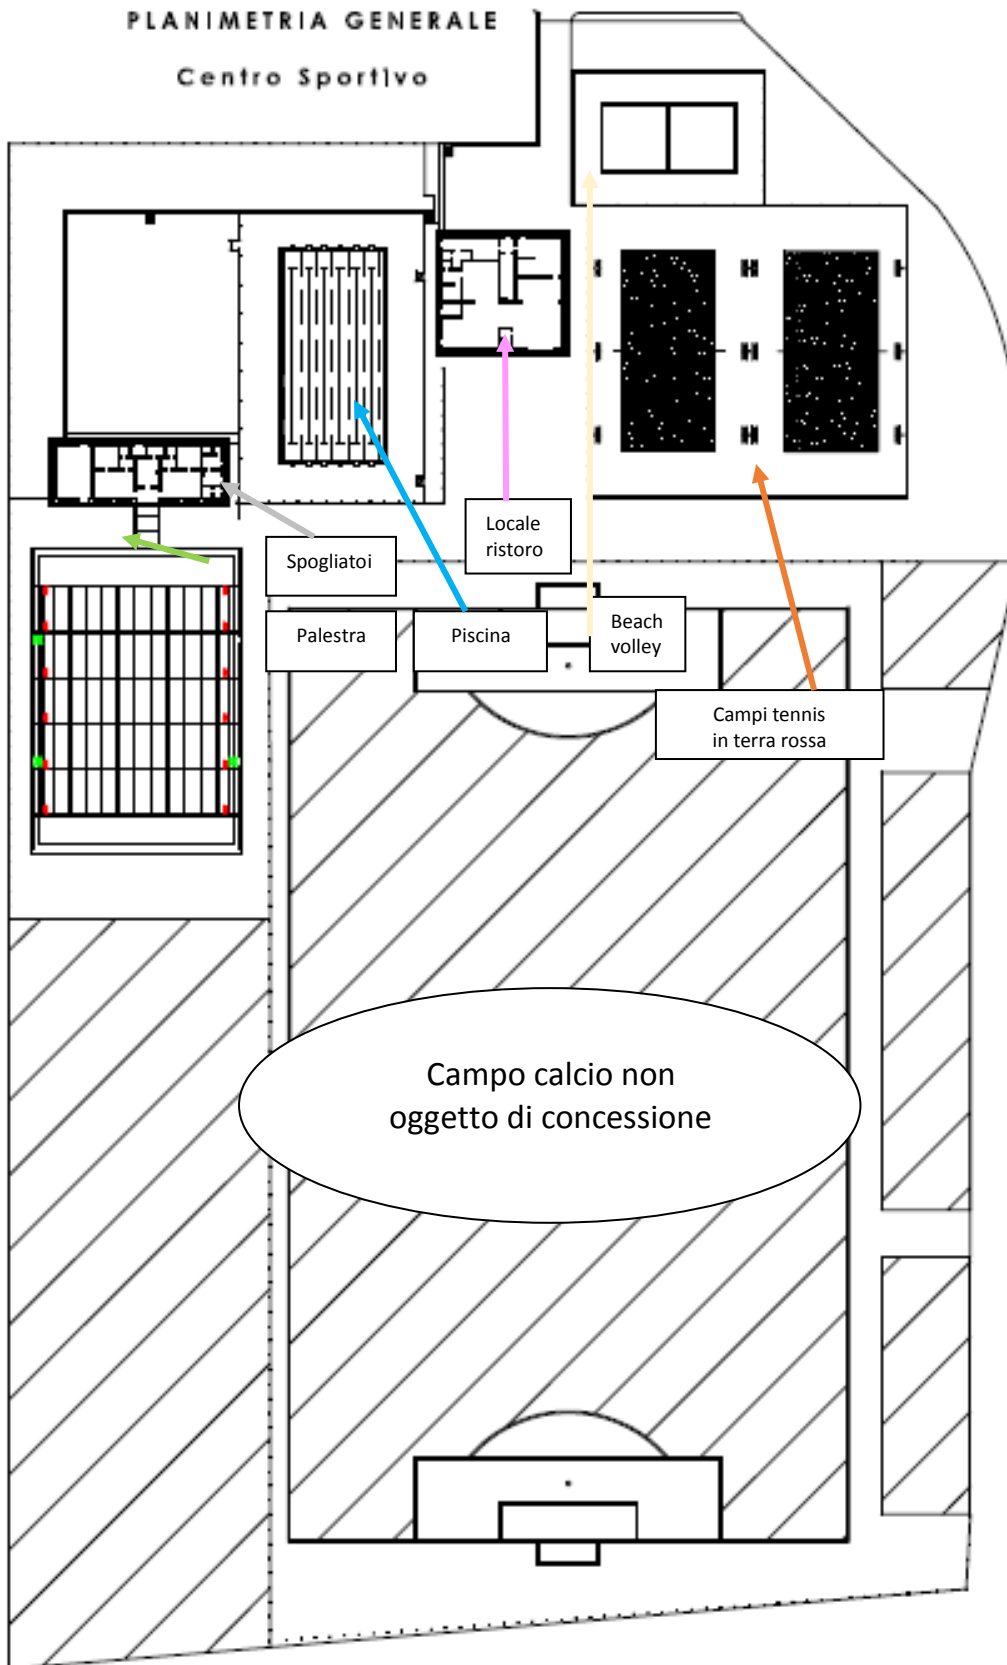 PLANIMETRIA GENERALE
Centro Sportivo
Locale
ristoro
Spogliatoi
Palestra
Piscina
Beach
volley
Campi tennis
in terra rossa
Campo calcio non
oggetto di concessione